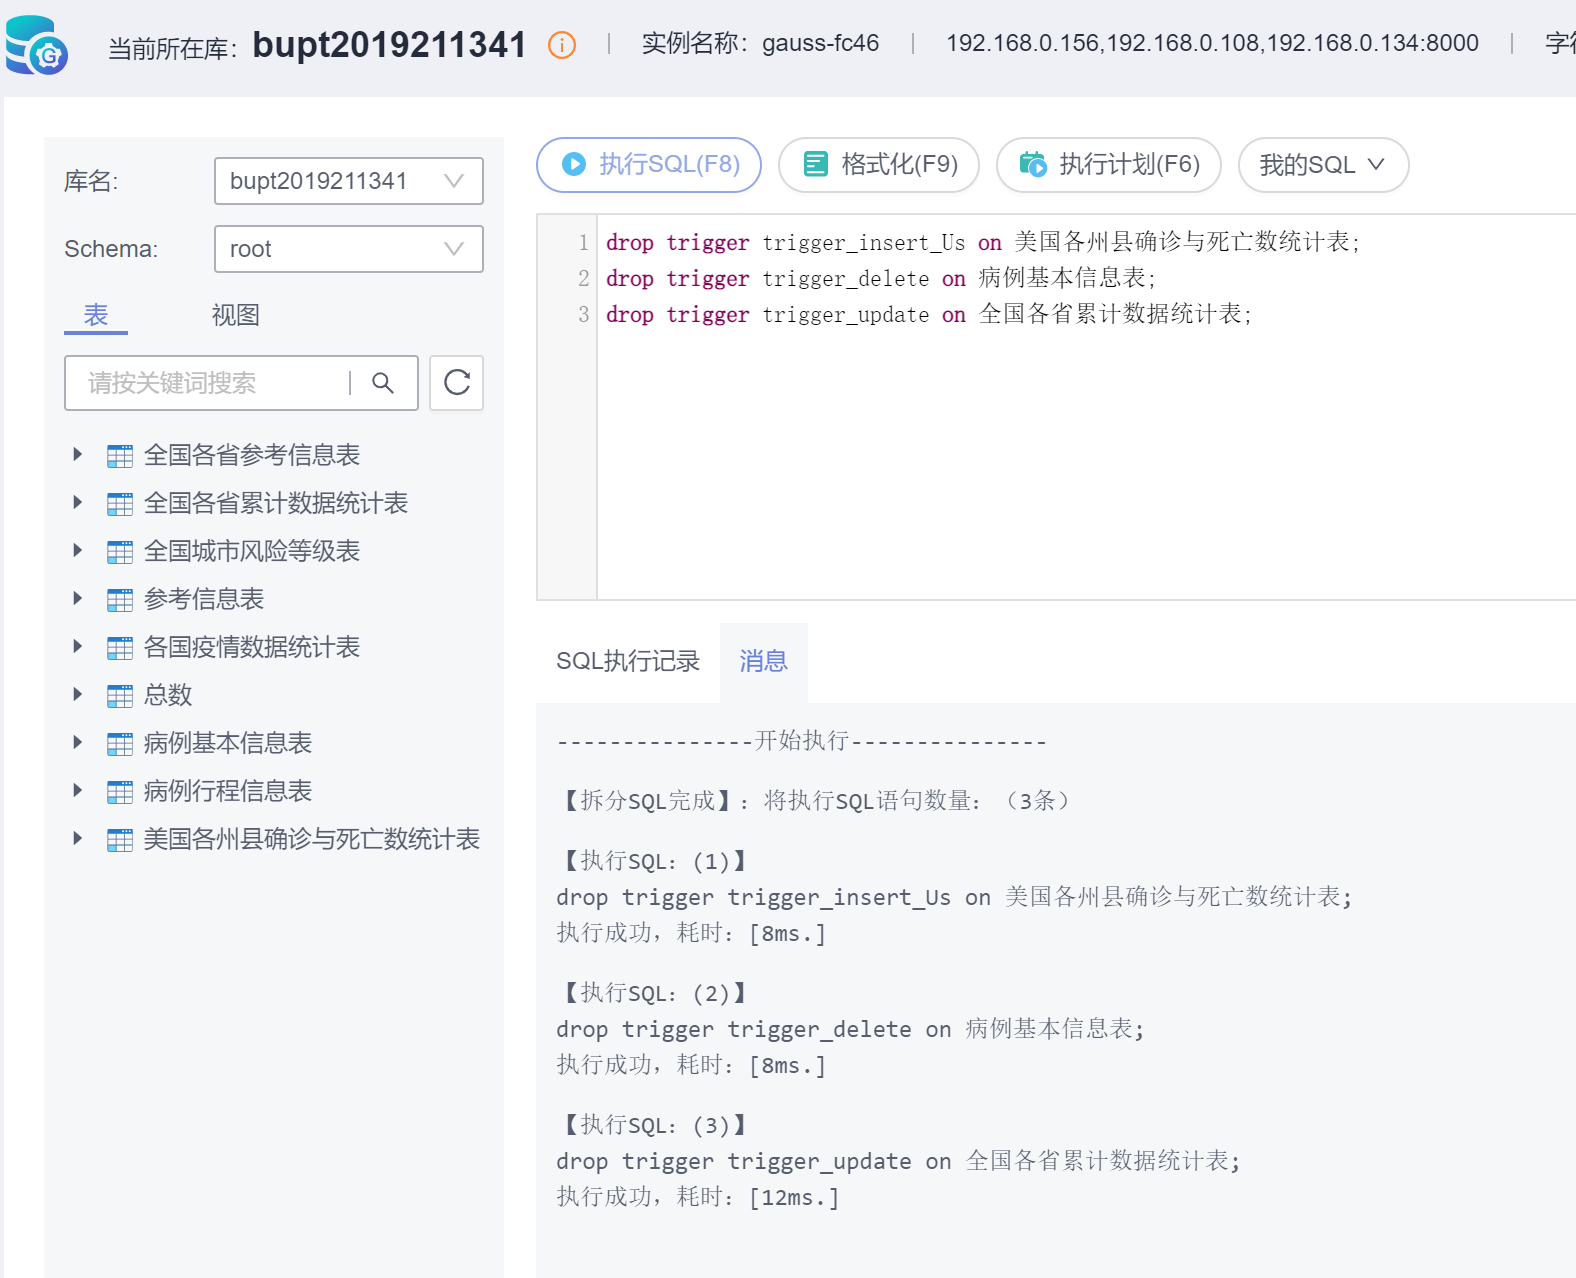 当前所在库: bupt2019211341 | 实例名称: gauss-fc46 | 192.168.0.156,192.168.0.108,192.168.0.134:8000 | 字
库名: bupt2019211341
Schema: root
表 视图
请按关键词搜索
全国各省参考信息表
全国各省累计数据统计表
全国城市风险等级表
参考信息表
各国疫情数据统计表
总数
病例基本信息表
病例行程信息表
美国各州县确诊与死亡数统计表
执行SQL(F8) 格式化(F9) 执行计划(F6) 我的SQL
1 drop trigger trigger_insert_Us on 美国各州县确诊与死亡数统计表;
2 drop trigger trigger_delete on 病例基本信息表;
3 drop trigger trigger_update on 全国各省累计数据统计表;
SQL执行记录 消息
---------------开始执行---------------
【拆分SQL完成】：将执行SQL语句数量：（3条）
【执行SQL：(1)】
drop trigger trigger_insert_Us on 美国各州县确诊与死亡数统计表;
执行成功，耗时：[8ms.]
【执行SQL：(2)】
drop trigger trigger_delete on 病例基本信息表;
执行成功，耗时：[8ms.]
【执行SQL：(3)】
drop trigger trigger_update on 全国各省累计数据统计表;
执行成功，耗时：[12ms.]